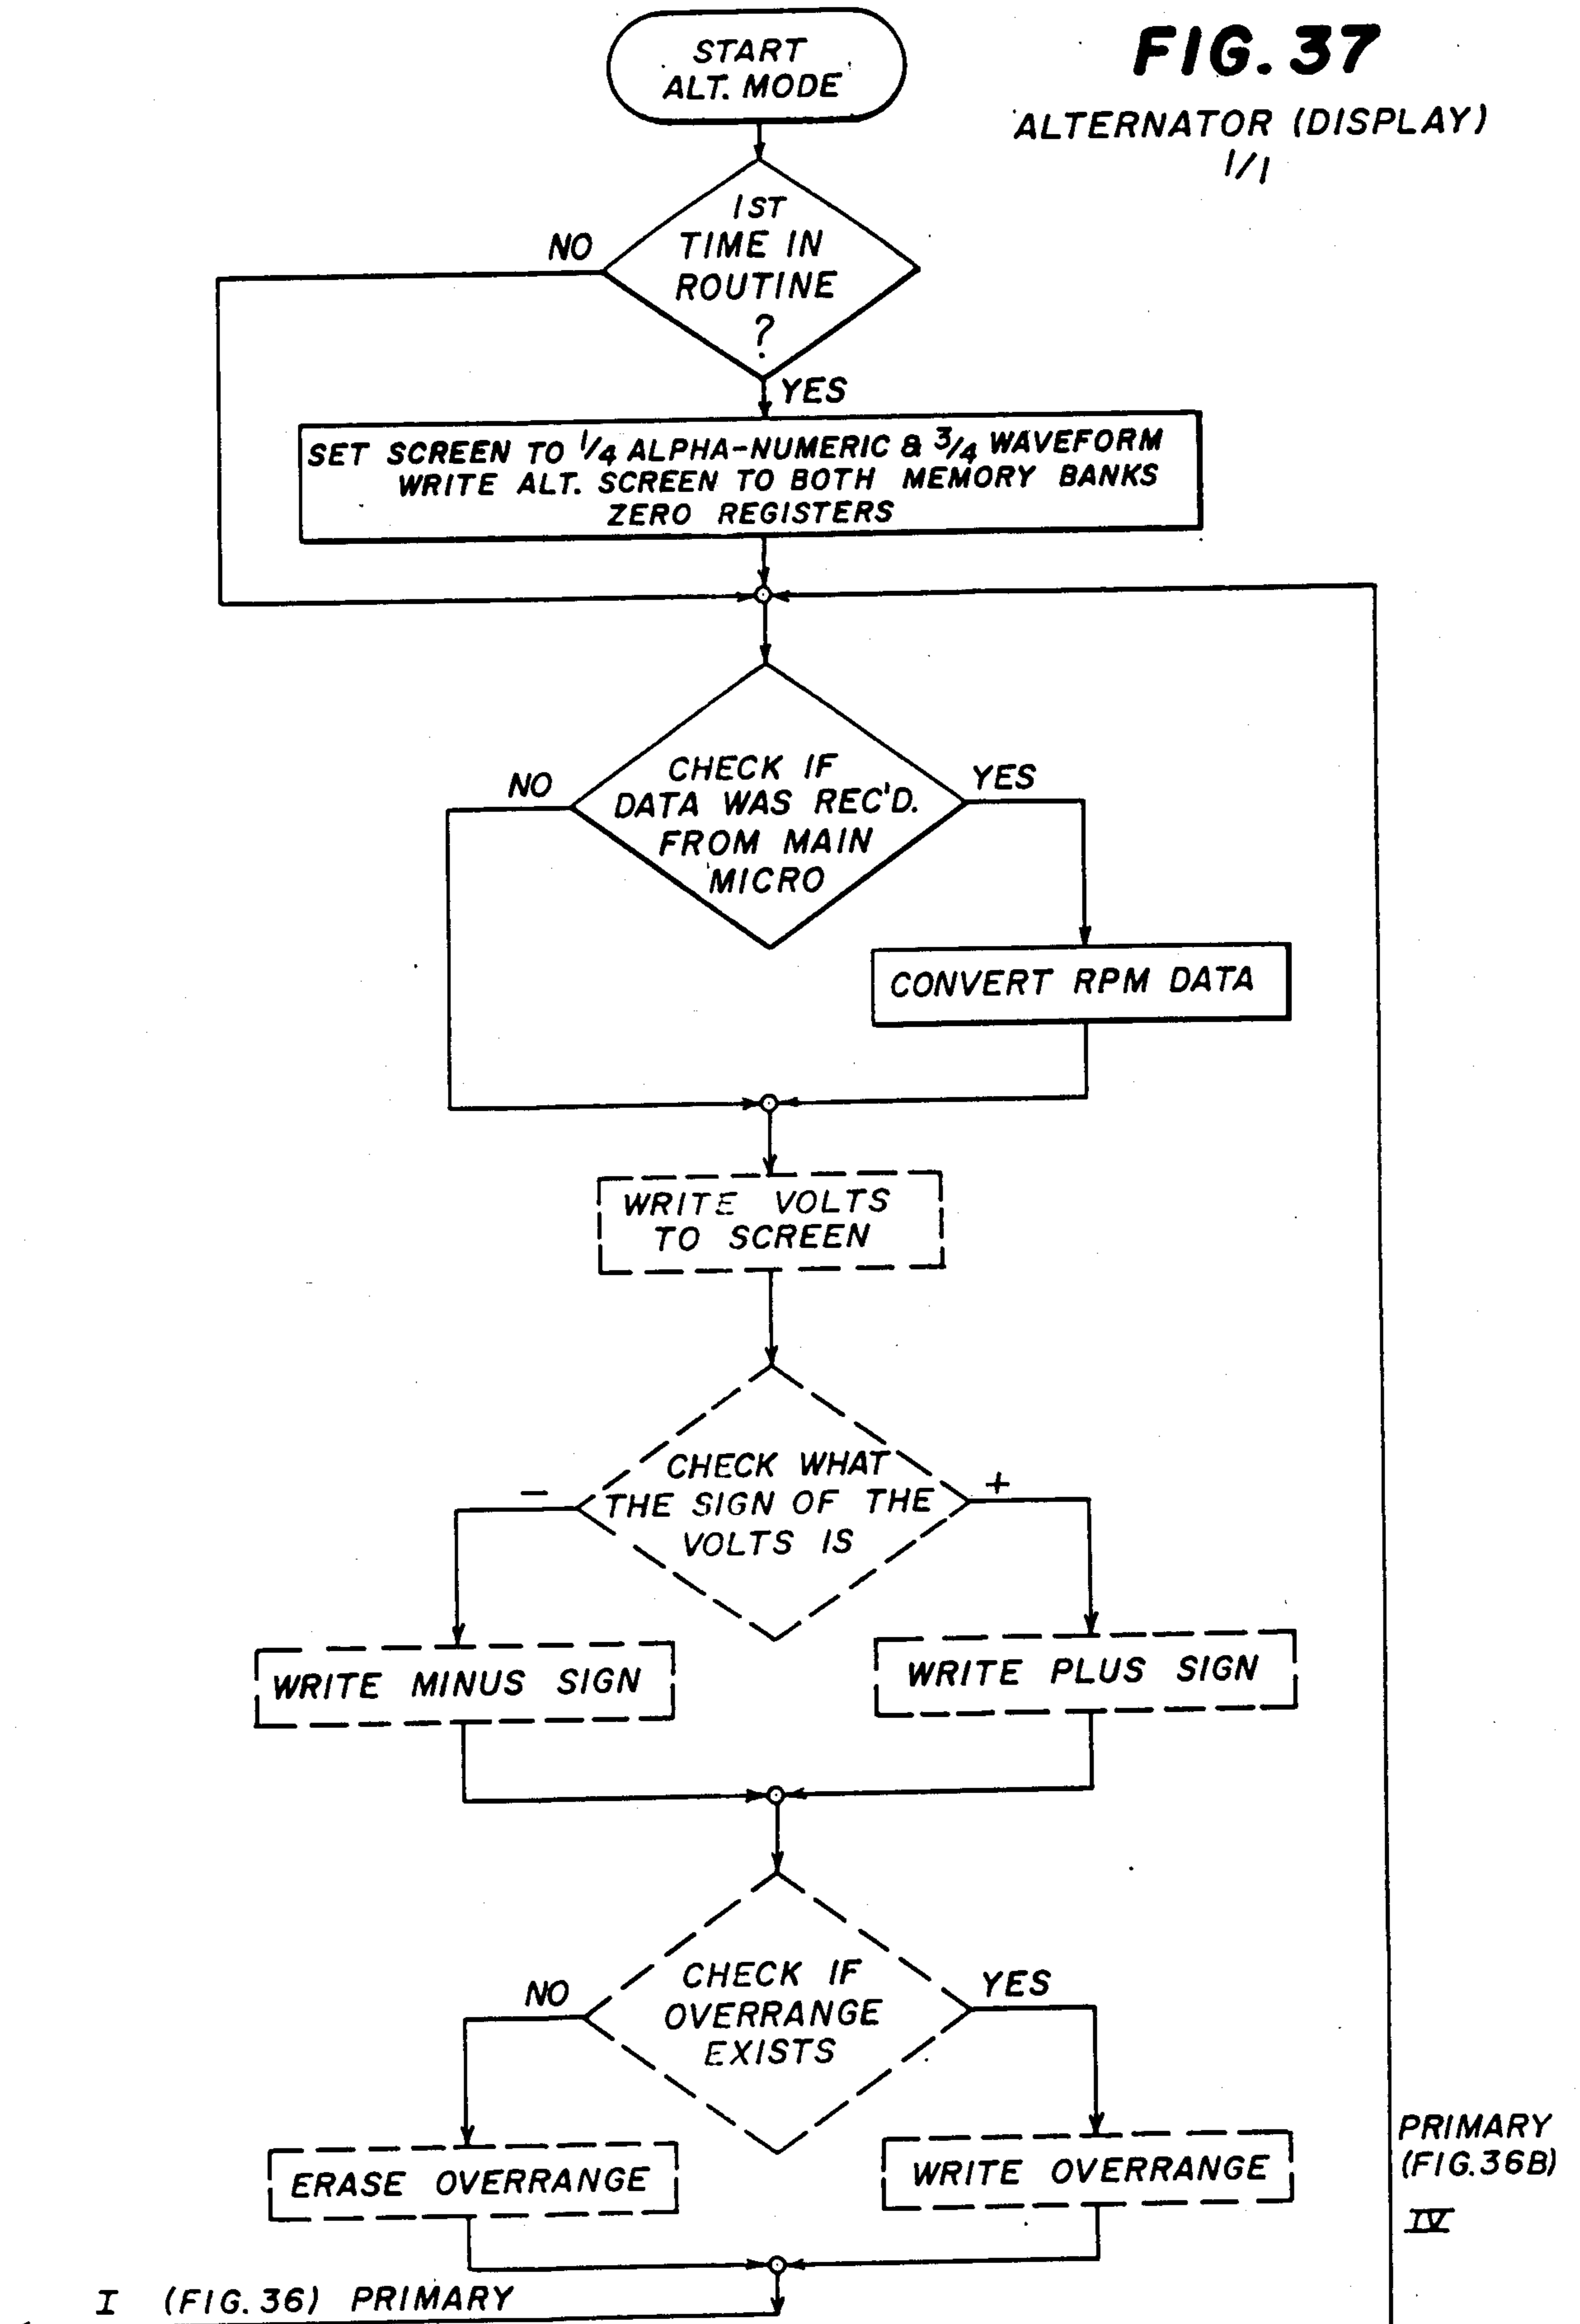 FIG. 37
ALTERNATOR (DISPLAY)
1/1
START
ALT. MODE
1ST
TIME IN
ROUTINE
?
NO
YES
SET SCREEN TO 1/4 ALPHA-NUMERIC & 3/4 WAVEFORM
WRITE ALT. SCREEN TO BOTH MEMORY BANKS
ZERO REGISTERS
CHECK IF
DATA WAS REC'D.
FROM MAIN
MICRO
NO
YES
CONVERT RPM DATA
WRITE VOLTS
TO SCREEN
CHECK WHAT
THE SIGN OF THE
VOLTS IS
−
+
WRITE MINUS SIGN
WRITE PLUS SIGN
CHECK IF
OVERRANGE
EXISTS
NO
YES
ERASE OVERRANGE
WRITE OVERRANGE
PRIMARY
(FIG. 36B)
IV
I (FIG. 36) PRIMARY